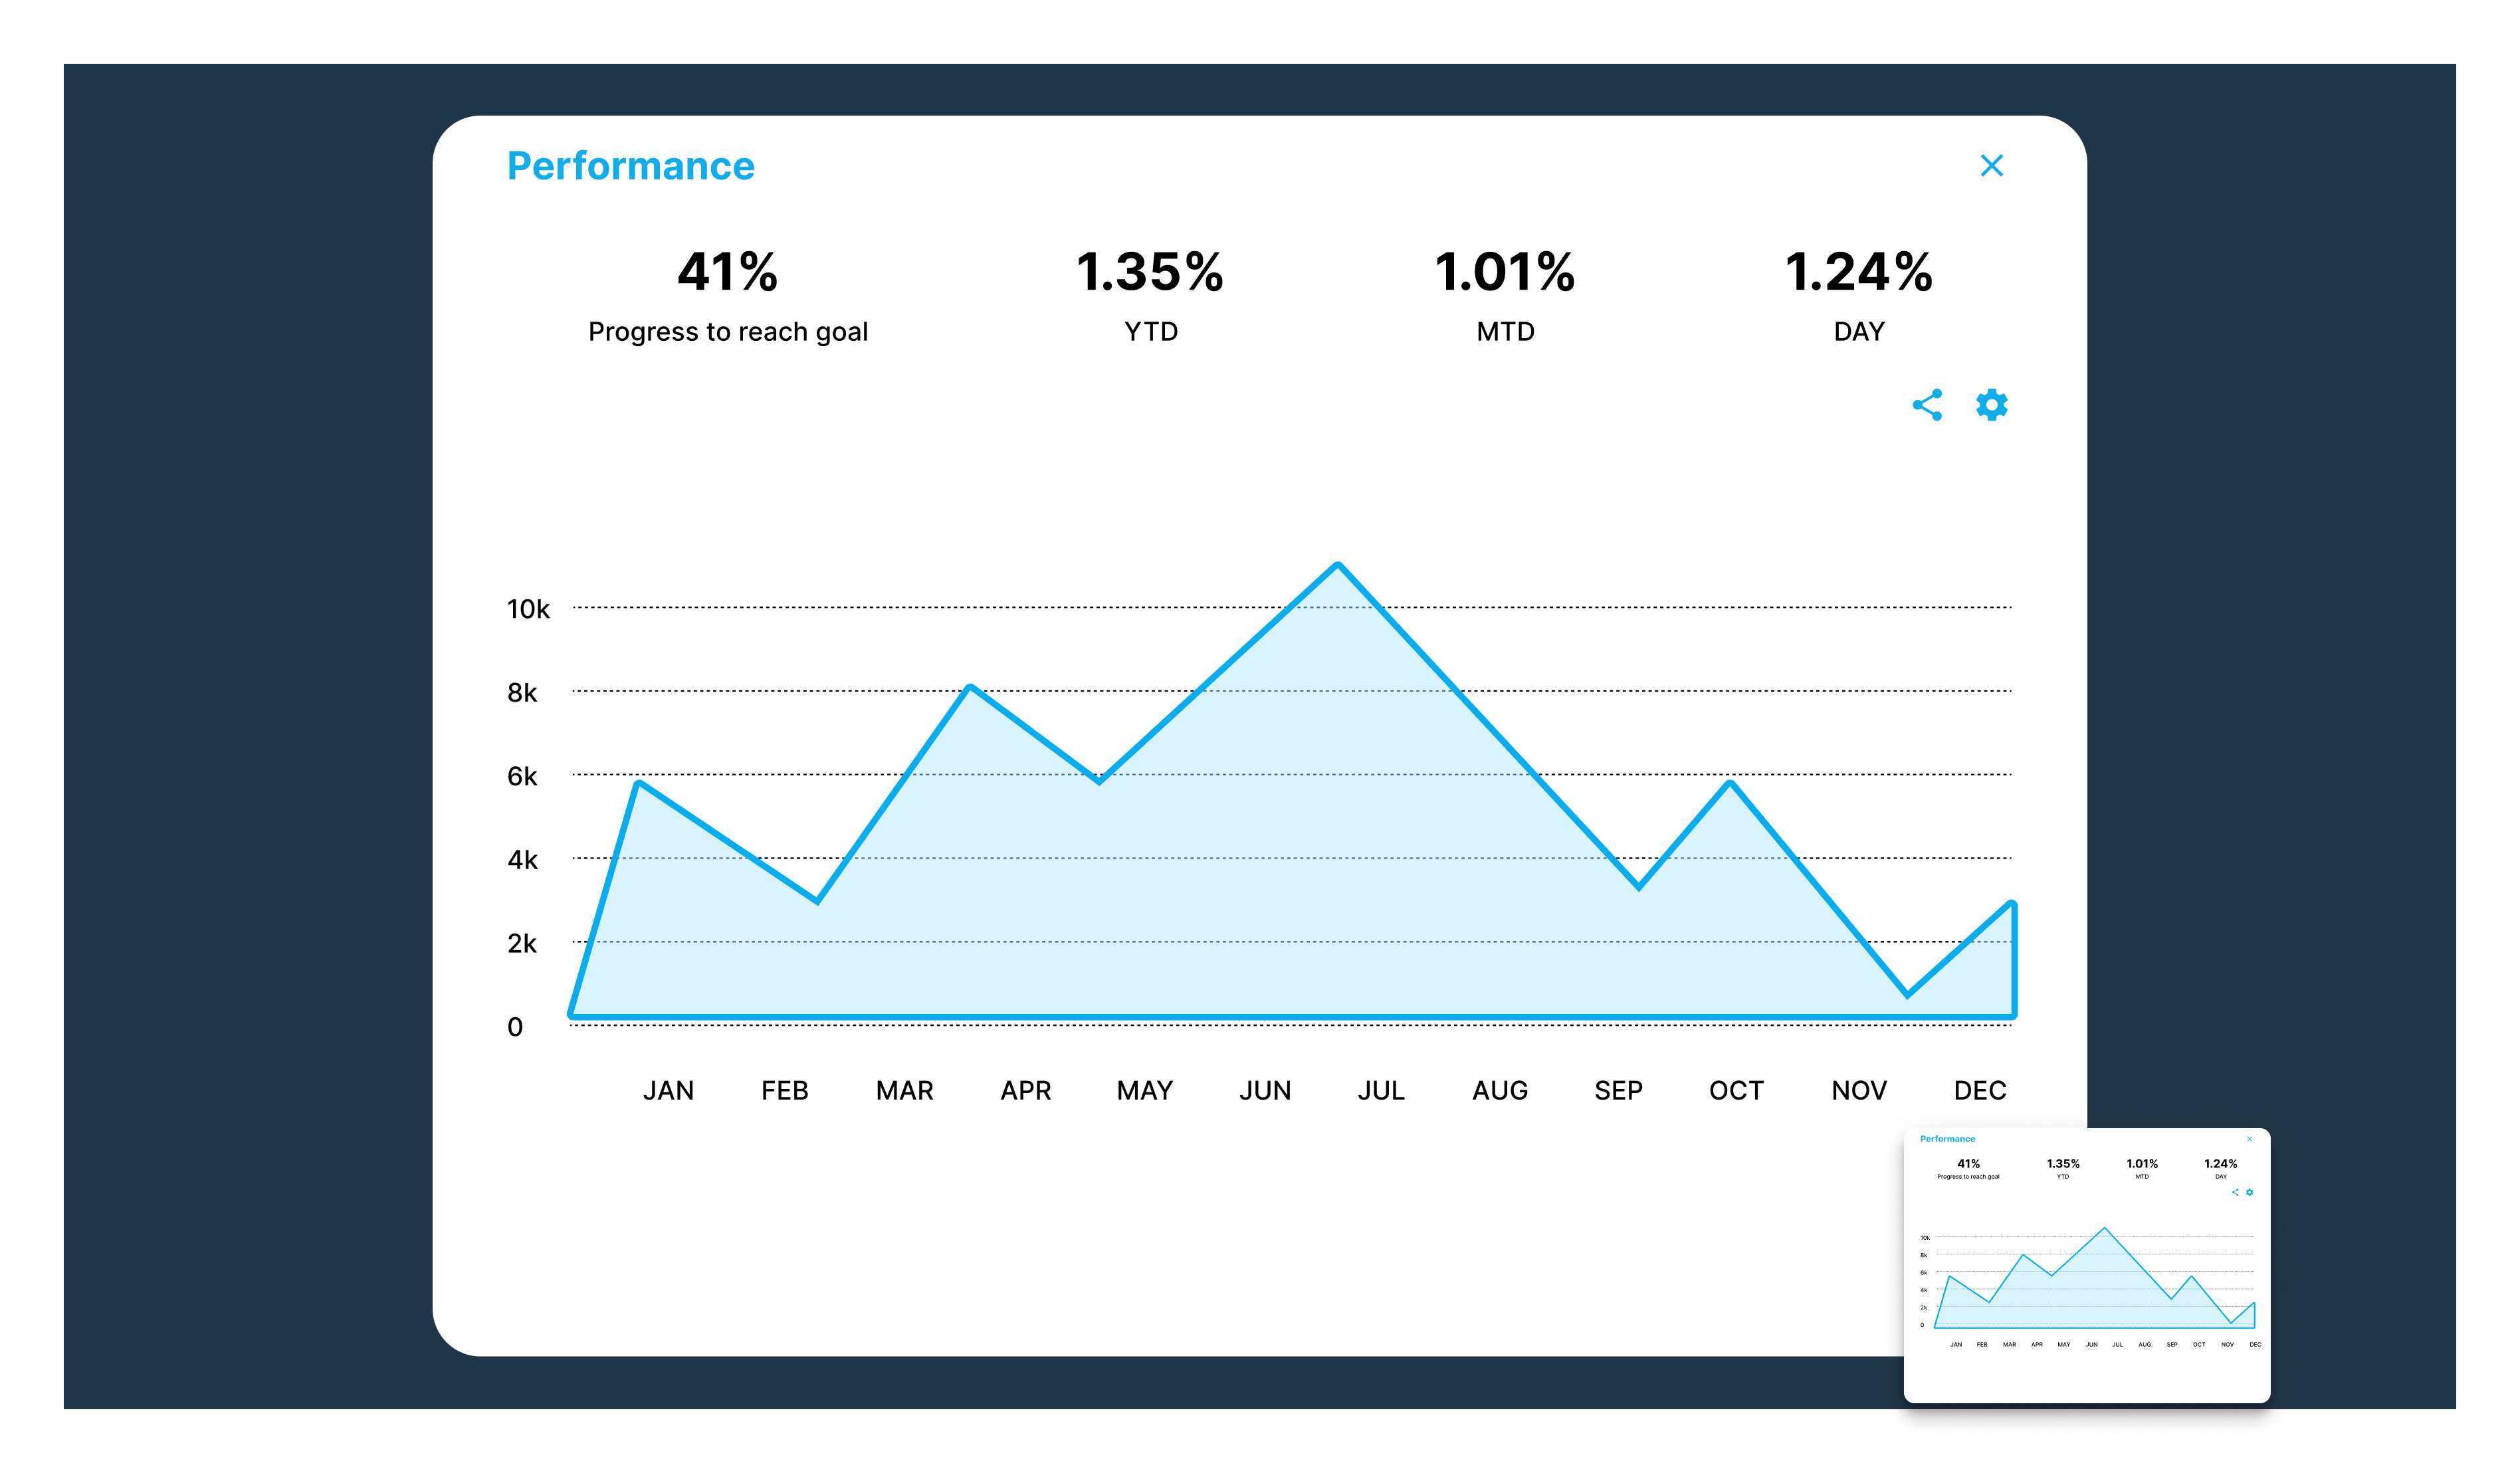 Performance
41% 1.35% 1.01% 1.24%
Progress to reach goal YTD MTD DAY
10k
8k
6k
4k
2k
0
JAN FEB MAR APR MAY JUN JUL AUG SEP OCT NOV DEC
Performance
41% 1.35% 1.01% 1.24%
Progress to reach goal YTD MTD DAY
10k
8k
6k
4k
2k
0
JAN FEB MAR APR MAY JUN JUL AUG SEP OCT NOV DEC